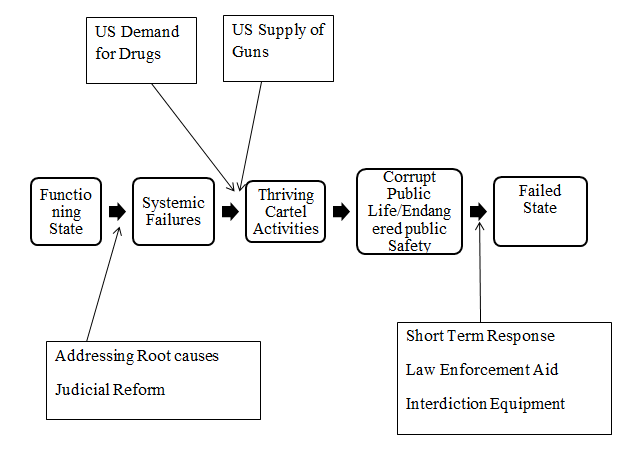 US Demand
for Drugs
US Supply of
Guns
Functio
ning
State
Systemic
Failures
Thriving
Cartel
Activities
Corrupt
Public
Life/Endang
ered public
Safety
Failed
State
Addressing Root causes
Judicial Reform
Short Term Response
Law Enforcement Aid
Interdiction Equipment